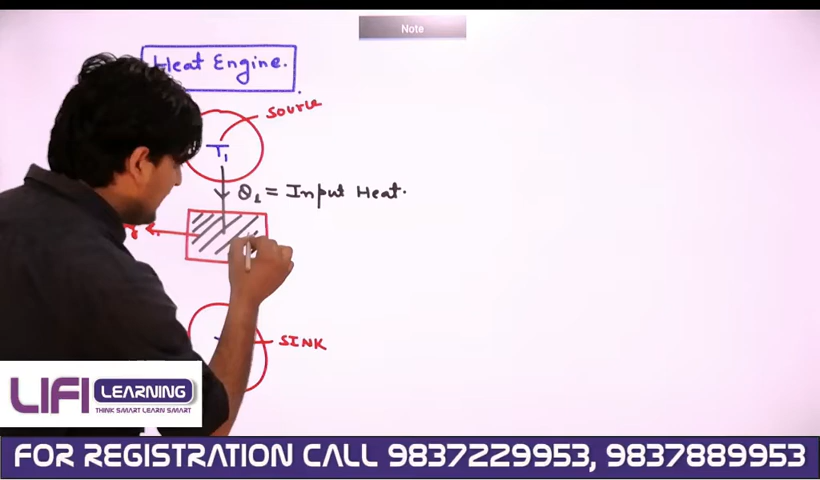 Note
Heat Engine.
Source
T₁
Q₁ = Input Heat.
SINK
LIFI LEARNING
THINK SMART LEARN SMART
FOR REGISTRATION CALL 9837229953, 9837889953